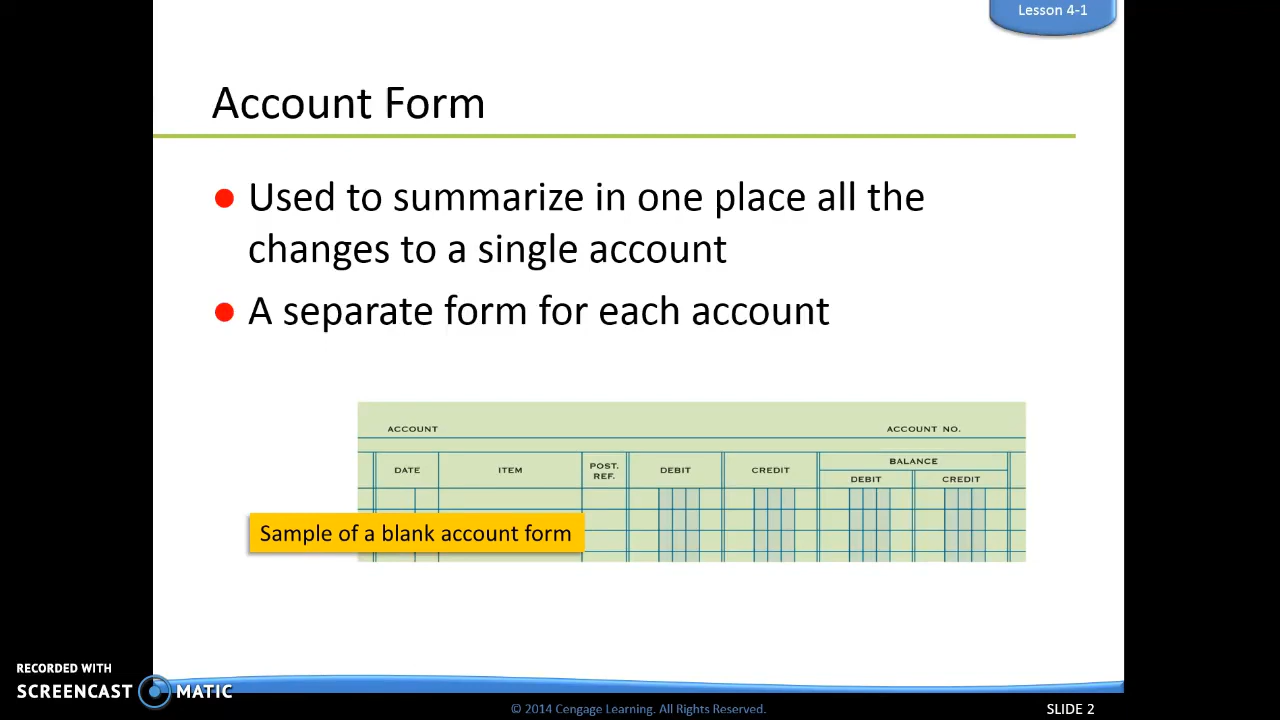 Lesson 4-1
Account Form
Used to summarize in one place all the
changes to a single account
A separate form for each account
ACCOUNT ACCOUNT NO.
DATE ITEM POST. REF. DEBIT CREDIT BALANCE
DEBIT CREDIT
Sample of a blank account form
RECORDED WITH
SCREENCAST MATIC
© 2014 Cengage Learning. All Rights Reserved.
SLIDE 2